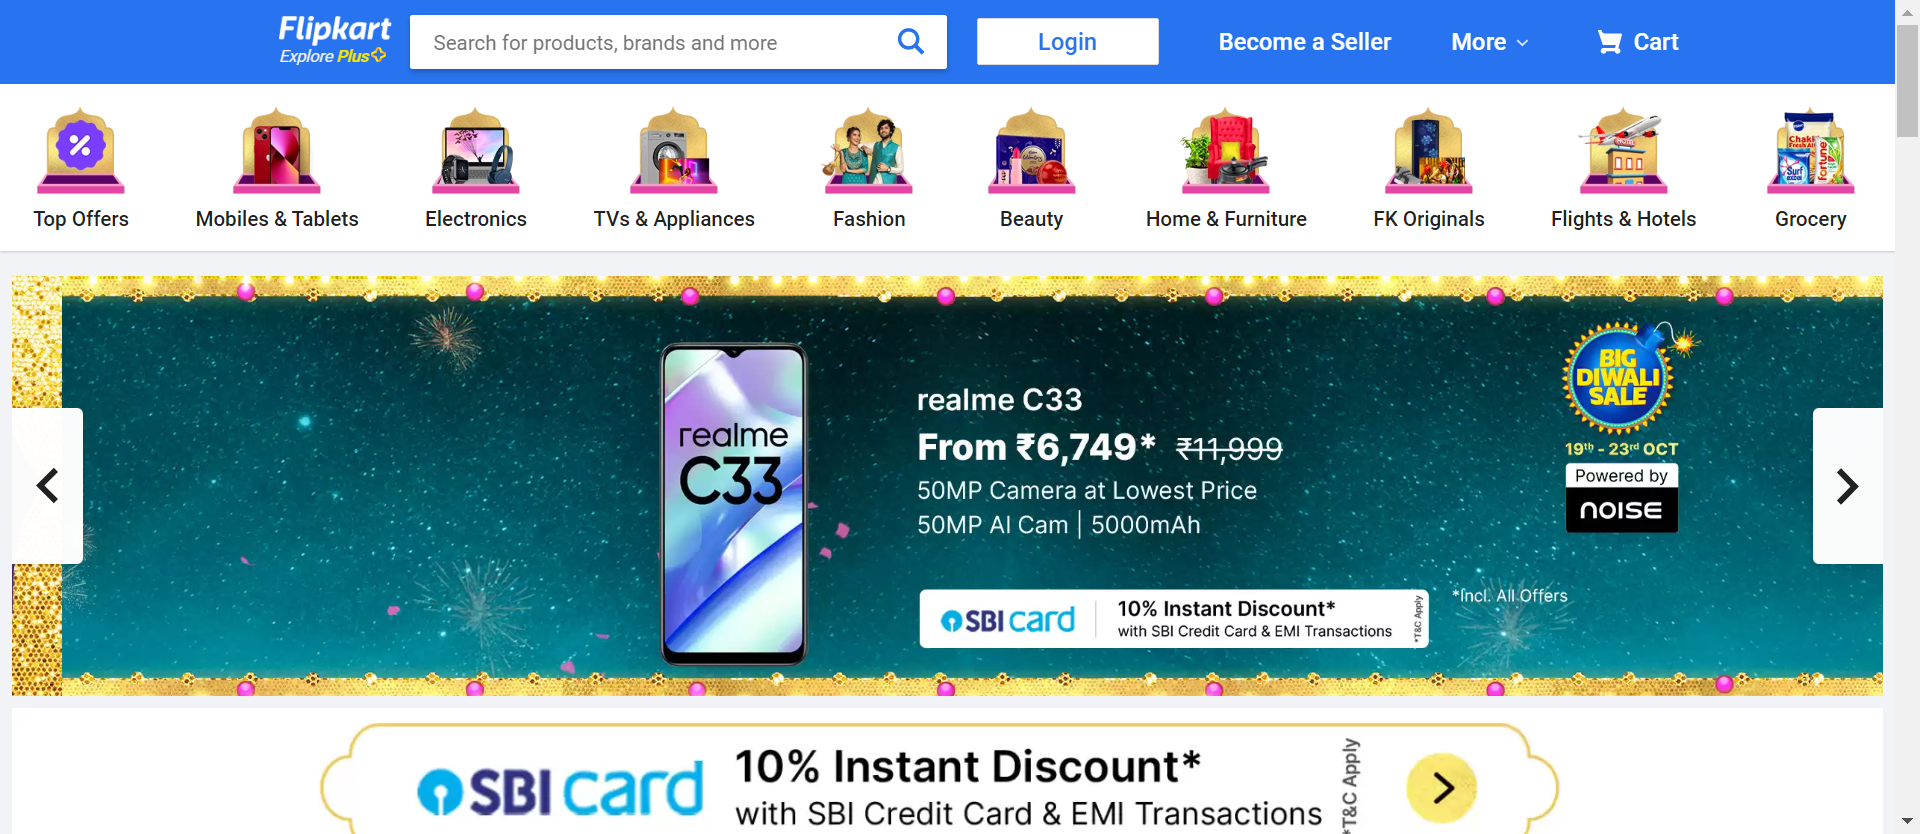 Flipkart
Explore Plus
Search for products, brands and more
Login
Become a Seller
More
Cart
Top Offers
Mobiles & Tablets
Electronics
TVs & Appliances
Fashion
Beauty
Home & Furniture
FK Originals
Flights & Hotels
Grocery
realme
C33
realme C33
From ₹6,749* ₹11,999
50MP Camera at Lowest Price
50MP AI Cam | 5000mAh
SBI card
10% Instant Discount*
with SBI Credit Card & EMI Transactions
*T&C Apply
*Incl. All Offers
BIG
DIWALI
SALE
19th - 23rd OCT
Powered by
NOISE
SBI card
10% Instant Discount*
with SBI Credit Card & EMI Transactions
*T&C Apply